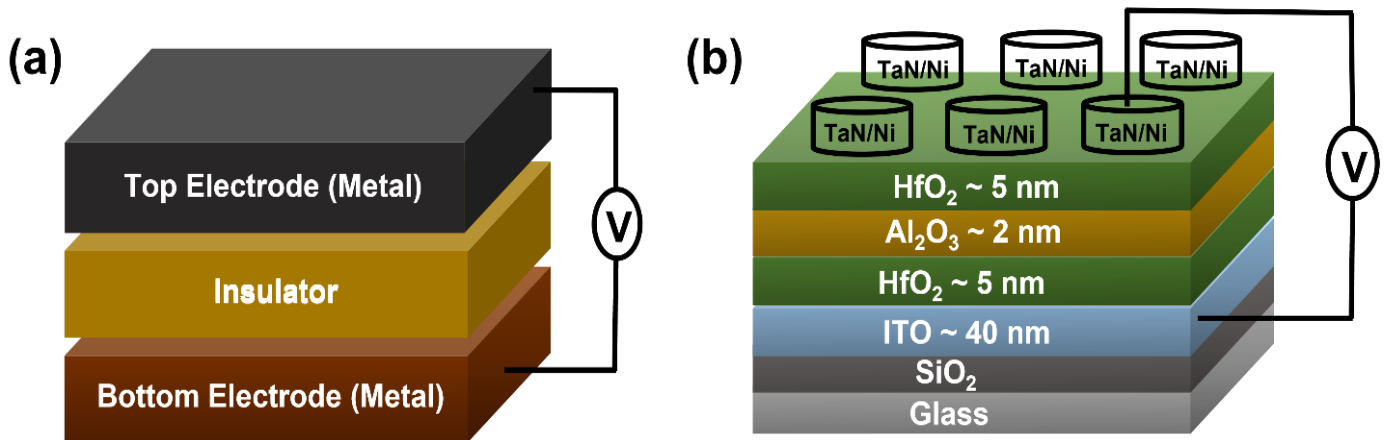 (a)
Top Electrode (Metal)
Insulator
Bottom Electrode (Metal)
V
(b)
TaN/Ni
TaN/Ni
TaN/Ni
TaN/Ni
TaN/Ni
TaN/Ni
HfO₂ ~ 5 nm
Al₂O₃ ~ 2 nm
HfO₂ ~ 5 nm
ITO ~ 40 nm
SiO₂
Glass
V